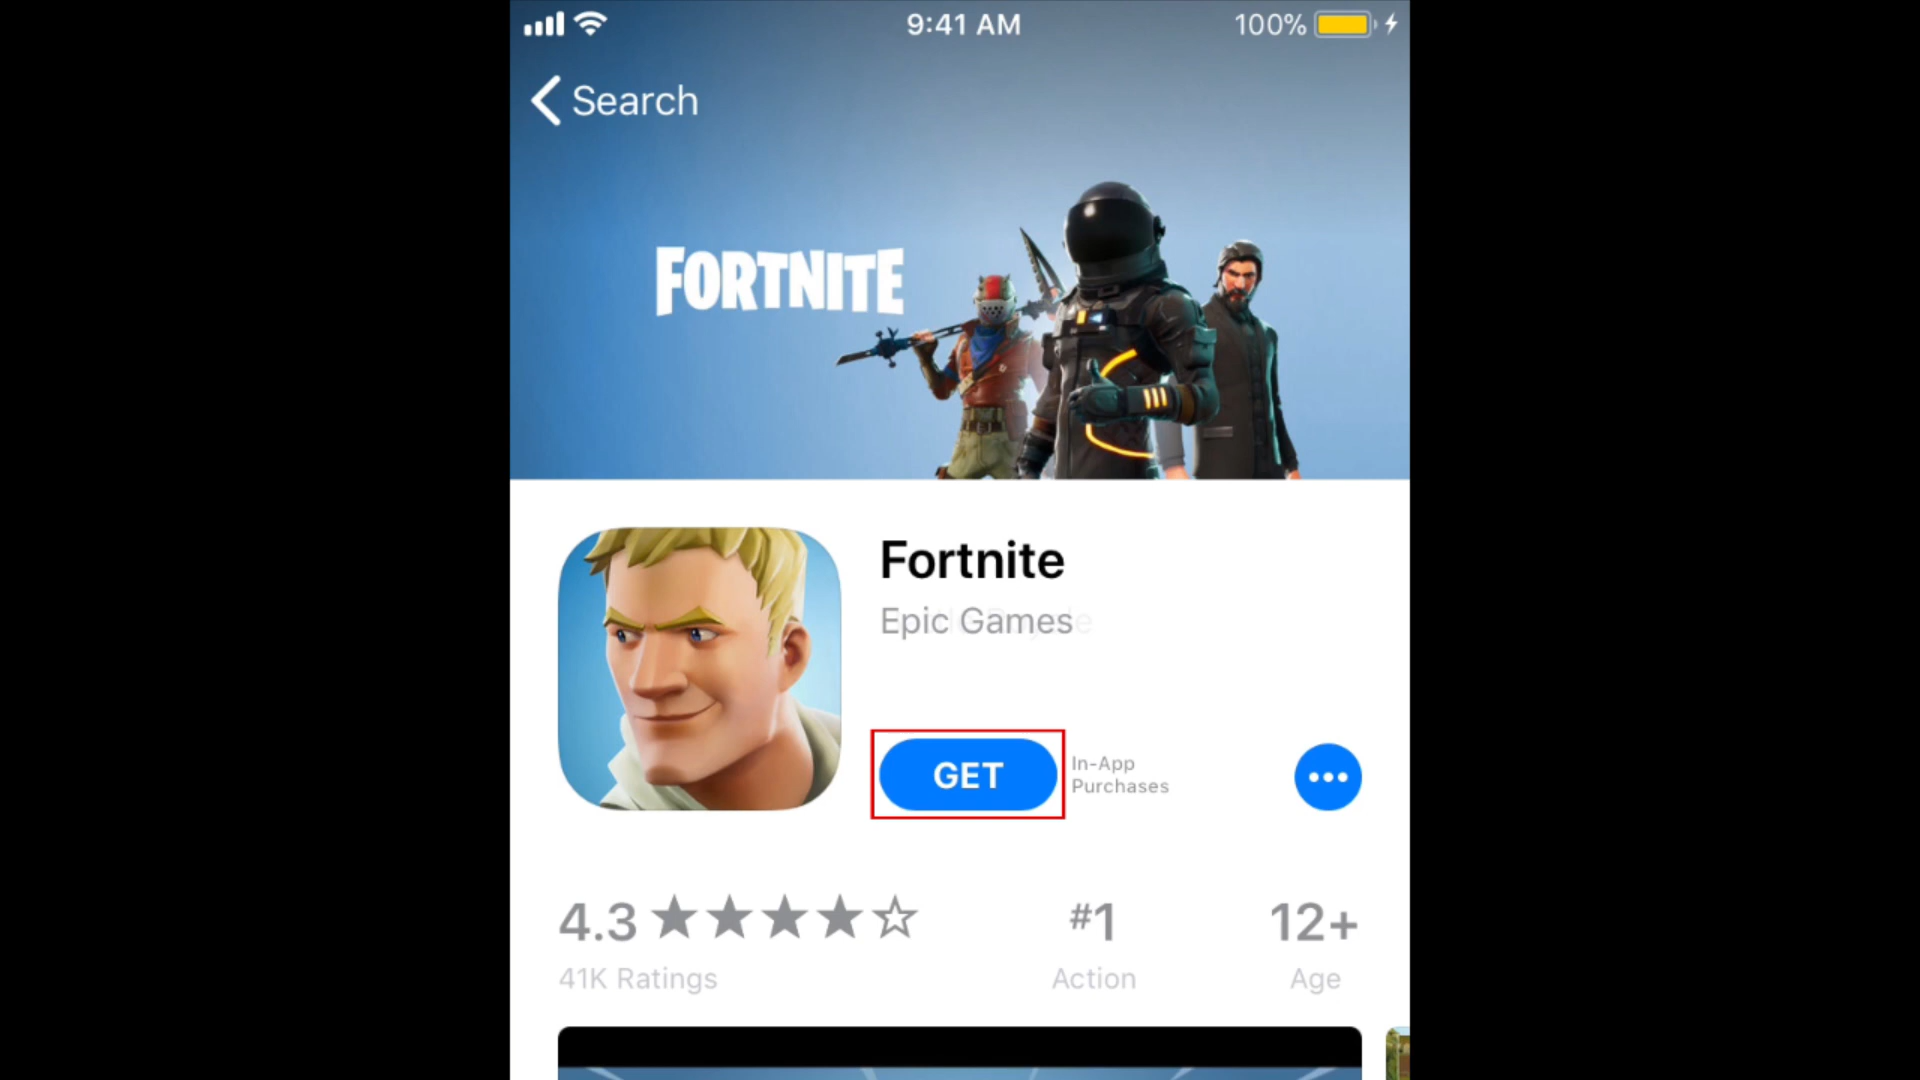 9:41 AM
100%
Search
FORTNITE
Fortnite
Epic Games
GET
In-App
Purchases
4.3
#1
12+
41K Ratings
Action
Age